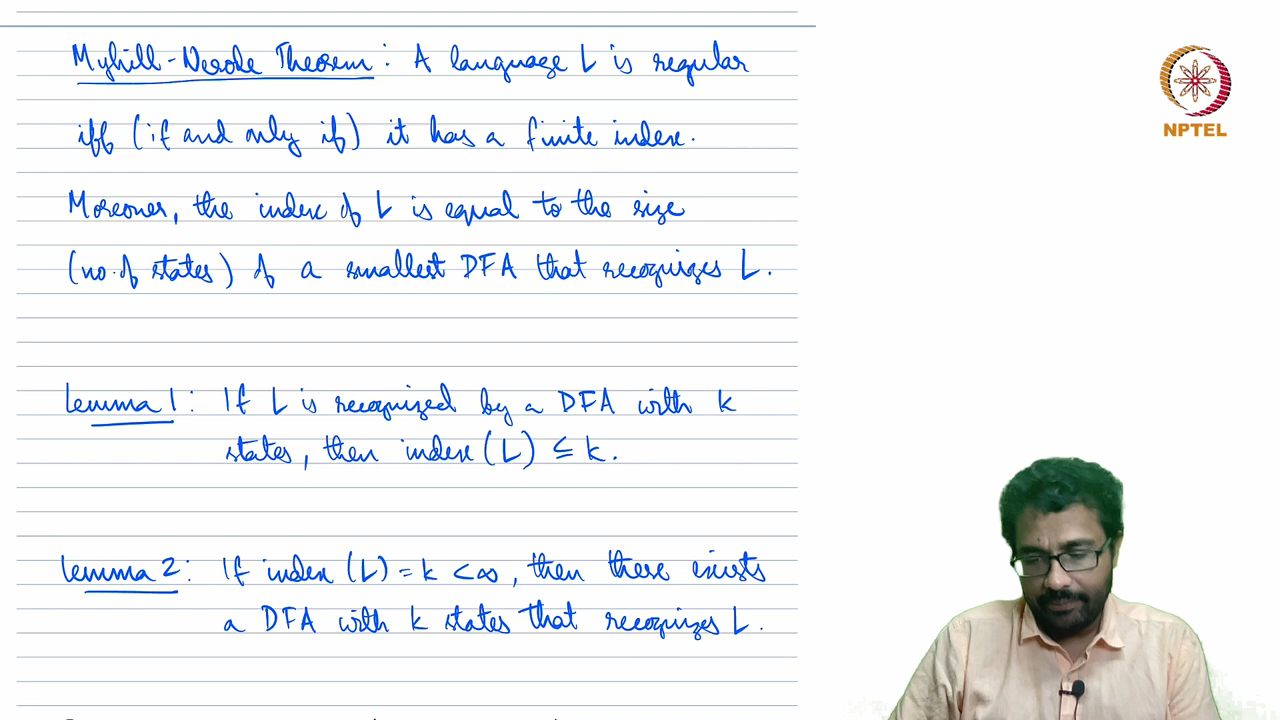 Myhill-Nerode Theorem: A language L is regular
iff (if and only if) it has a finite index.
Moreover, the index of L is equal to the size
(no. of states) of a smallest DFA that recognizes L.
Lemma 1: If L is recognized by a DFA with k
states, then index (L) ≤ k.
Lemma 2: If index (L) = k < ∞, then there exists
a DFA with k states that recognizes L.
NPTEL